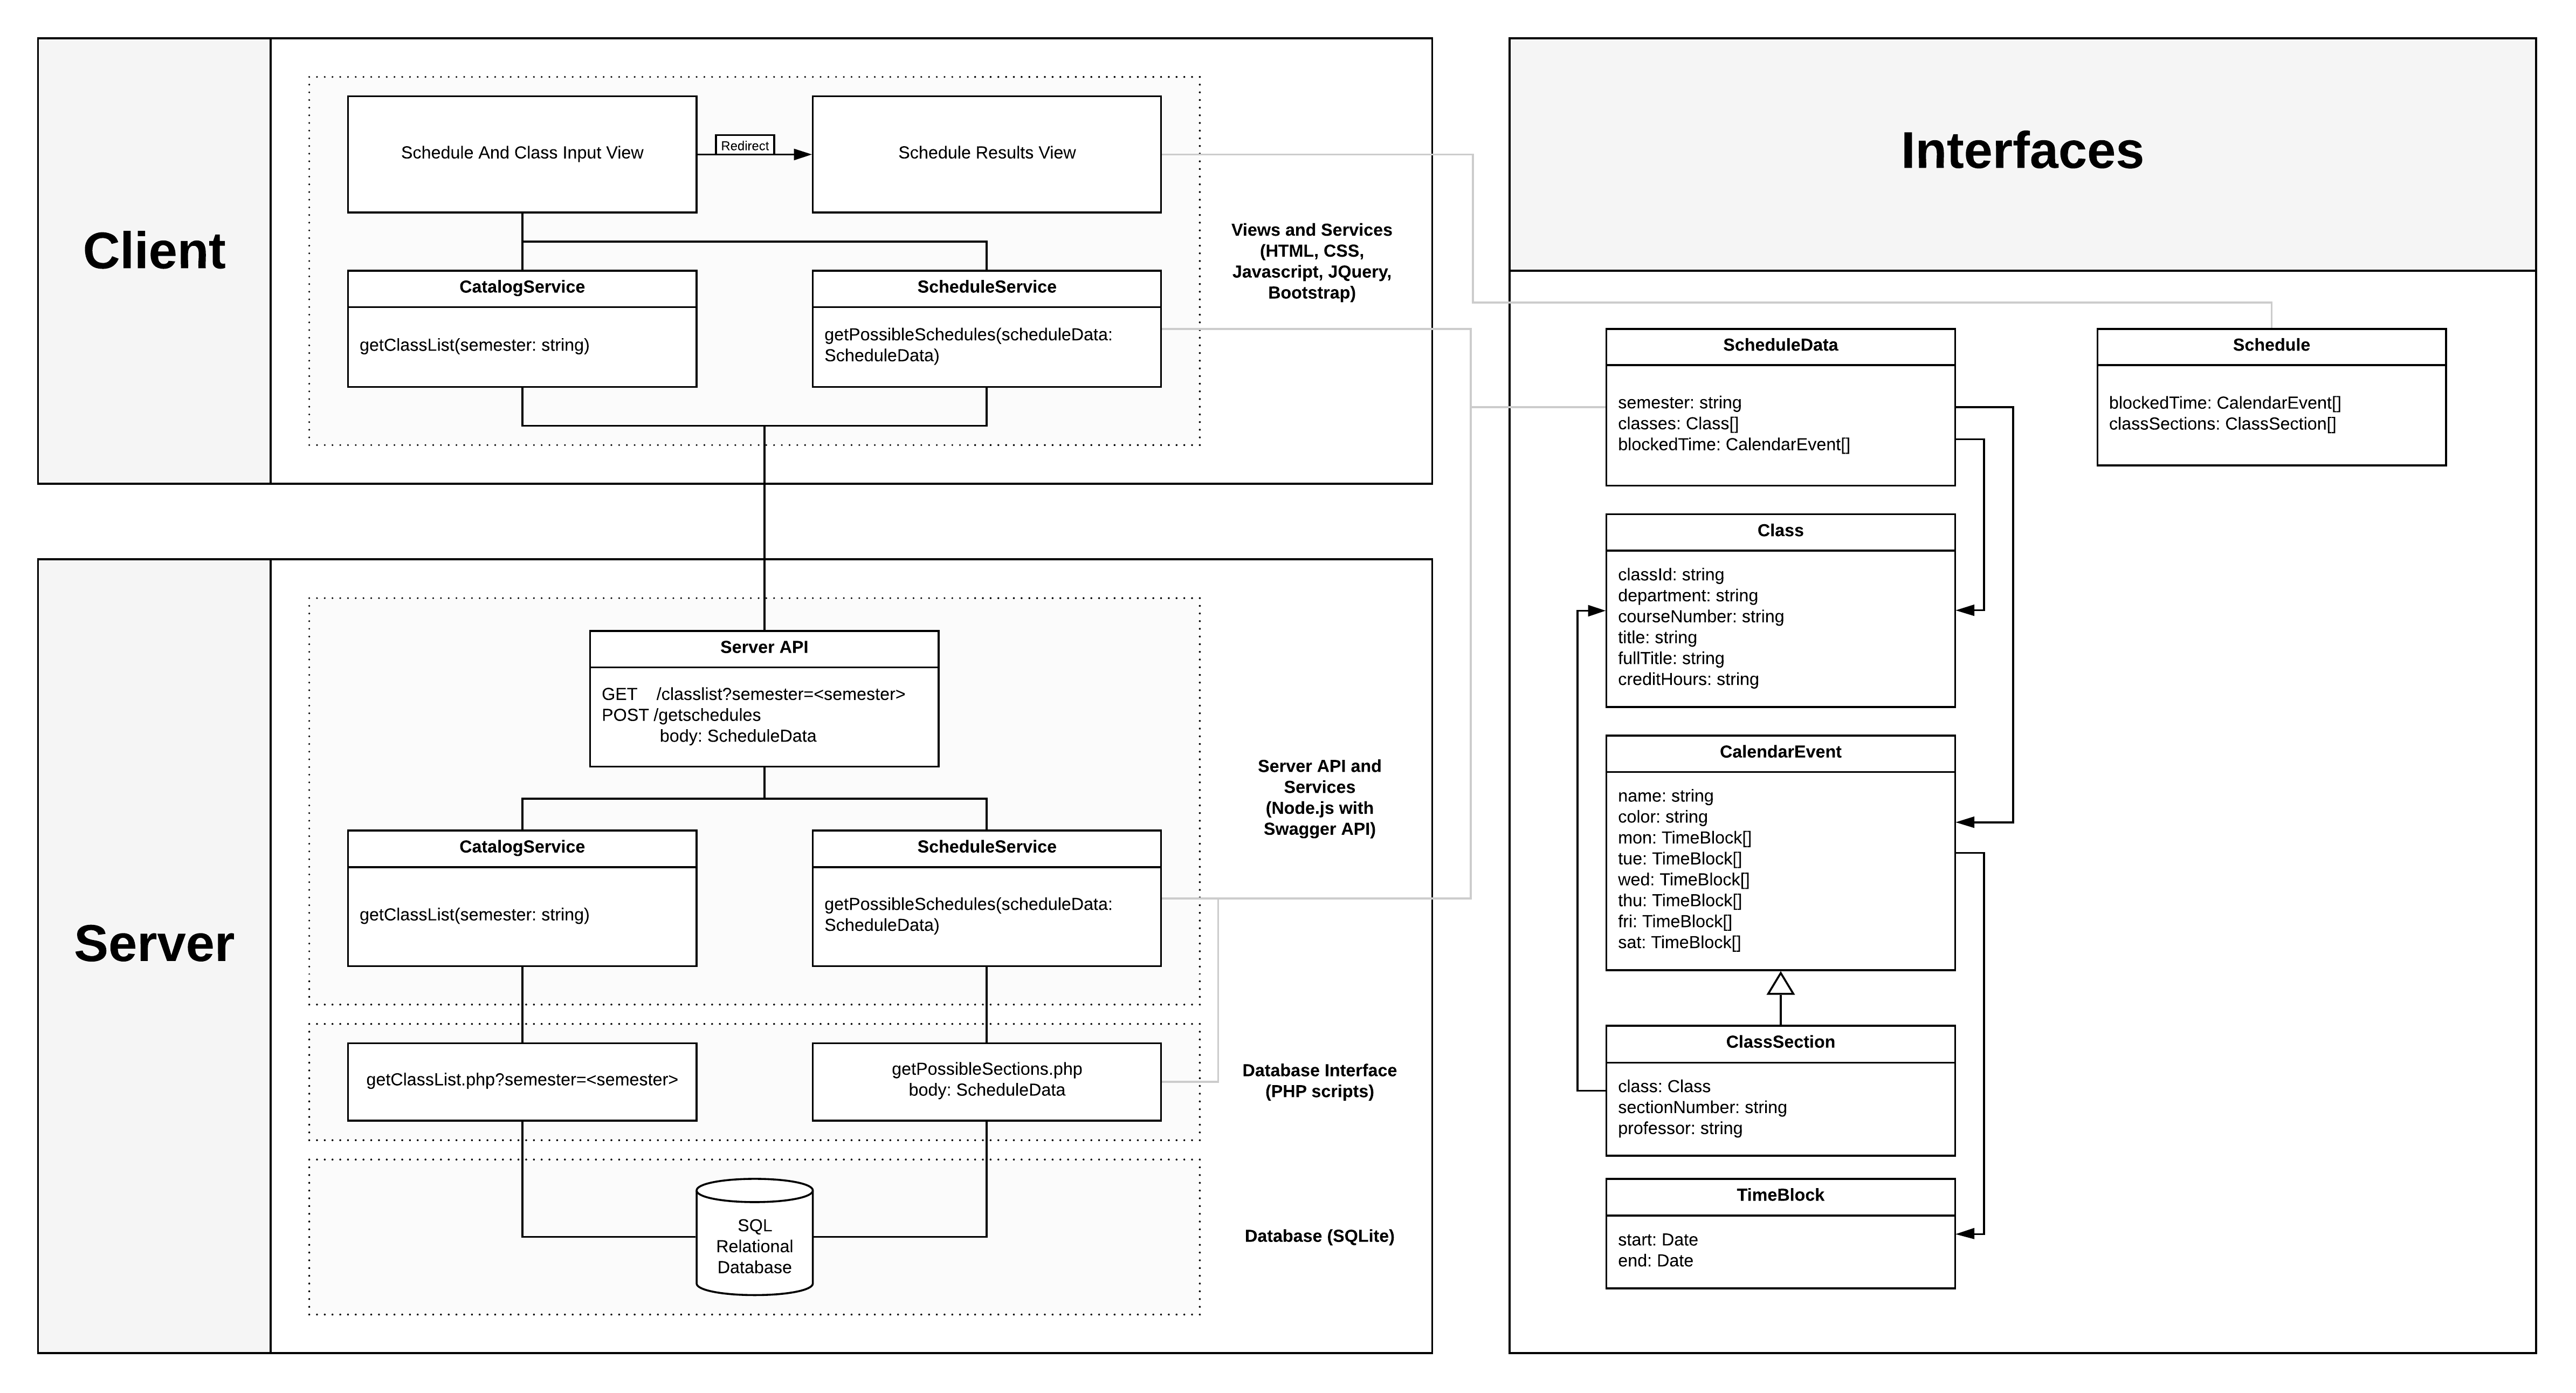 Client
Schedule And Class Input View
Redirect
Schedule Results View
CatalogService
getClassList(semester: string)
ScheduleService
getPossibleSchedules(scheduleData:
ScheduleData)
Views and Services
(HTML, CSS,
Javascript, JQuery,
Bootstrap)
Server
Server API
GET    /classlist?semester=<semester>
POST /getschedules
body: ScheduleData
CatalogService
getClassList(semester: string)
ScheduleService
getPossibleSchedules(scheduleData:
ScheduleData)
Server API and
Services
(Node.js with
Swagger API)
getClassList.php?semester=<semester>
getPossibleSections.php
body: ScheduleData
Database Interface
(PHP scripts)
SQL
Relational
Database
Database (SQLite)
Interfaces
ScheduleData
semester: string
classes: Class[]
blockedTime: CalendarEvent[]
Schedule
blockedTime: CalendarEvent[]
classSections: ClassSection[]
Class
classId: string
department: string
courseNumber: string
title: string
fullTitle: string
creditHours: string
CalendarEvent
name: string
color: string
mon: TimeBlock[]
tue: TimeBlock[]
wed: TimeBlock[]
thu: TimeBlock[]
fri: TimeBlock[]
sat: TimeBlock[]
ClassSection
class: Class
sectionNumber: string
professor: string
TimeBlock
start: Date
end: Date